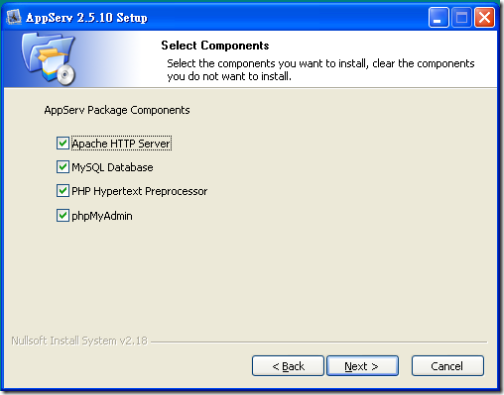 AppServ 2.5.10 Setup
Select Components
Select the components you want to install, clear the components
you do not want to install.
AppServ Package Components
Apache HTTP Server
MySQL Database
PHP Hypertext Preprocessor
phpMyAdmin
Nullsoft Install System v2.18
< Back
Next >
Cancel